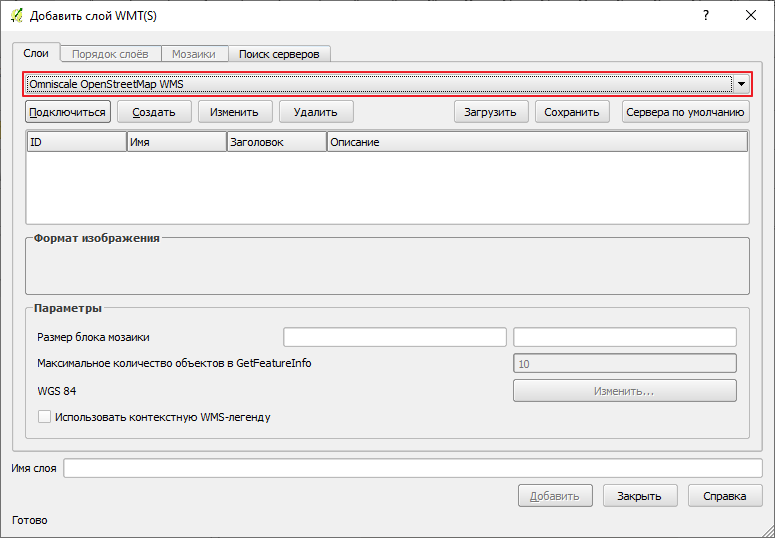 Добавить слой WMT(S)
?
Слои Порядок слоёв Мозаики Поиск серверов
Omniscale OpenStreetMap WMS
Подключиться Создать Изменить Удалить Загрузить Сохранить Сервера по умолчанию
ID Имя Заголовок Описание
Формат изображения
Параметры
Размер блока мозаики
Максимальное количество объектов в GetFeatureInfo 10
WGS 84 Изменить...
Использовать контекстную WMS-легенду
Имя слоя
Добавить Закрыть Справка
Готово